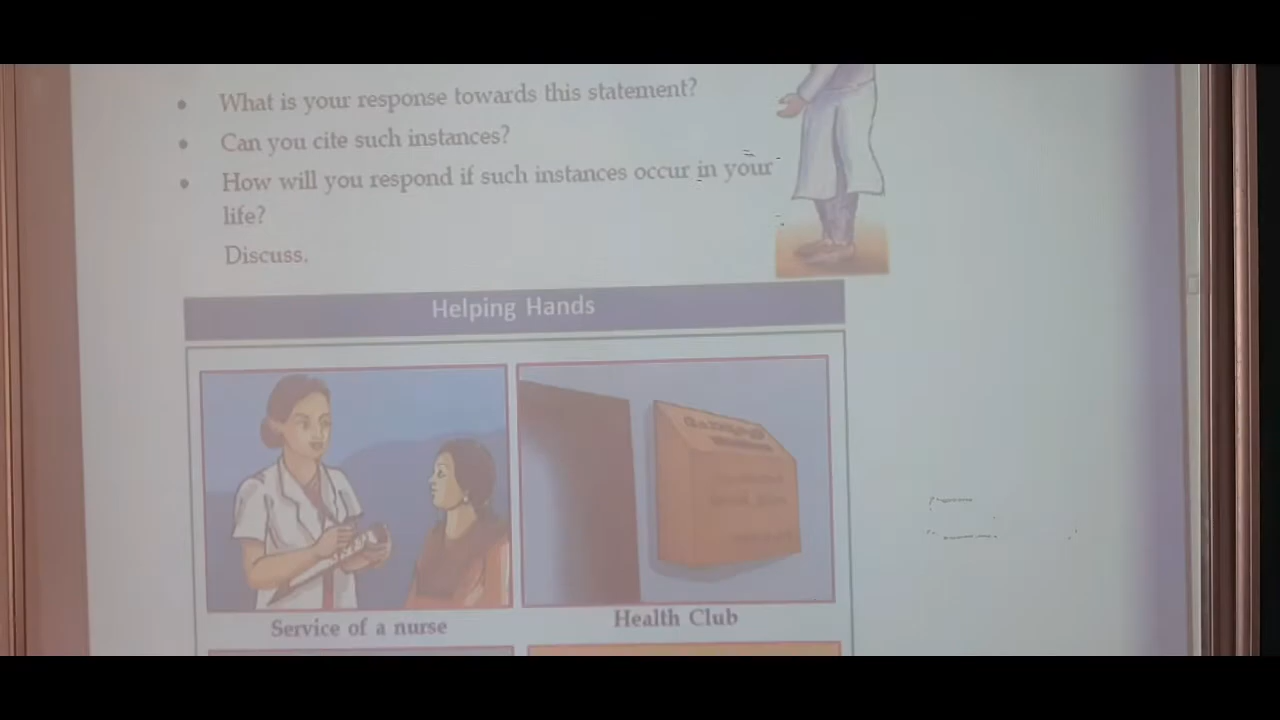 • What is your response towards this statement?
• Can you cite such instances?
• How will you respond if such instances occur in your
life?
Discuss.
Helping Hands
Service of a nurse
Health Club